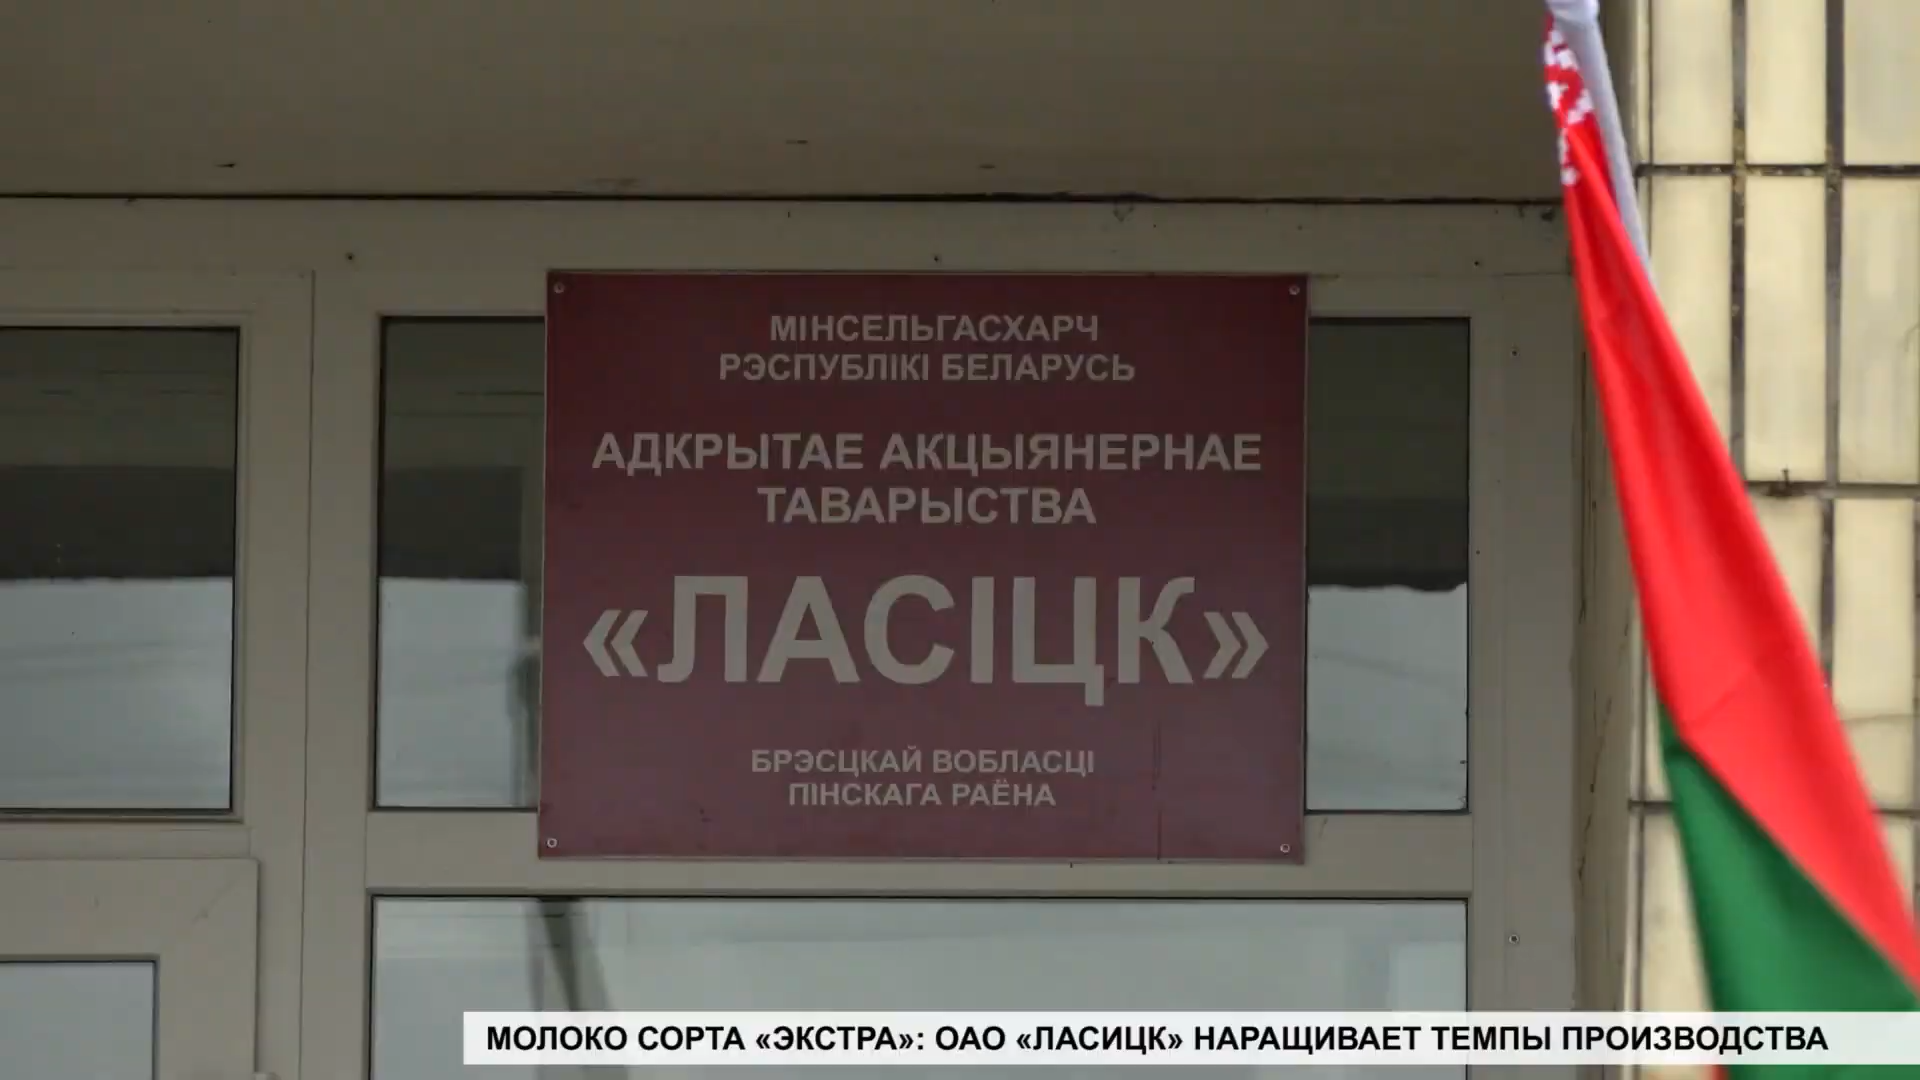 МІНСЕЛЬГАСХАРЧ
РЭСПУБЛІКІ БЕЛАРУСЬ
АДКРЫТАЕ АКЦЫЯНЕРНАЕ
ТАВАРЫСТВА
«ЛАСІЦК»
БРЭСЦКАЙ ВОБЛАСЦІ
ПІНСКАГА РАЁНА
МОЛОКО СОРТА «ЭКСТРА»: ОАО «ЛАСИЦК» НАРАЩИВАЕТ ТЕМПЫ ПРОИЗВОДСТВА